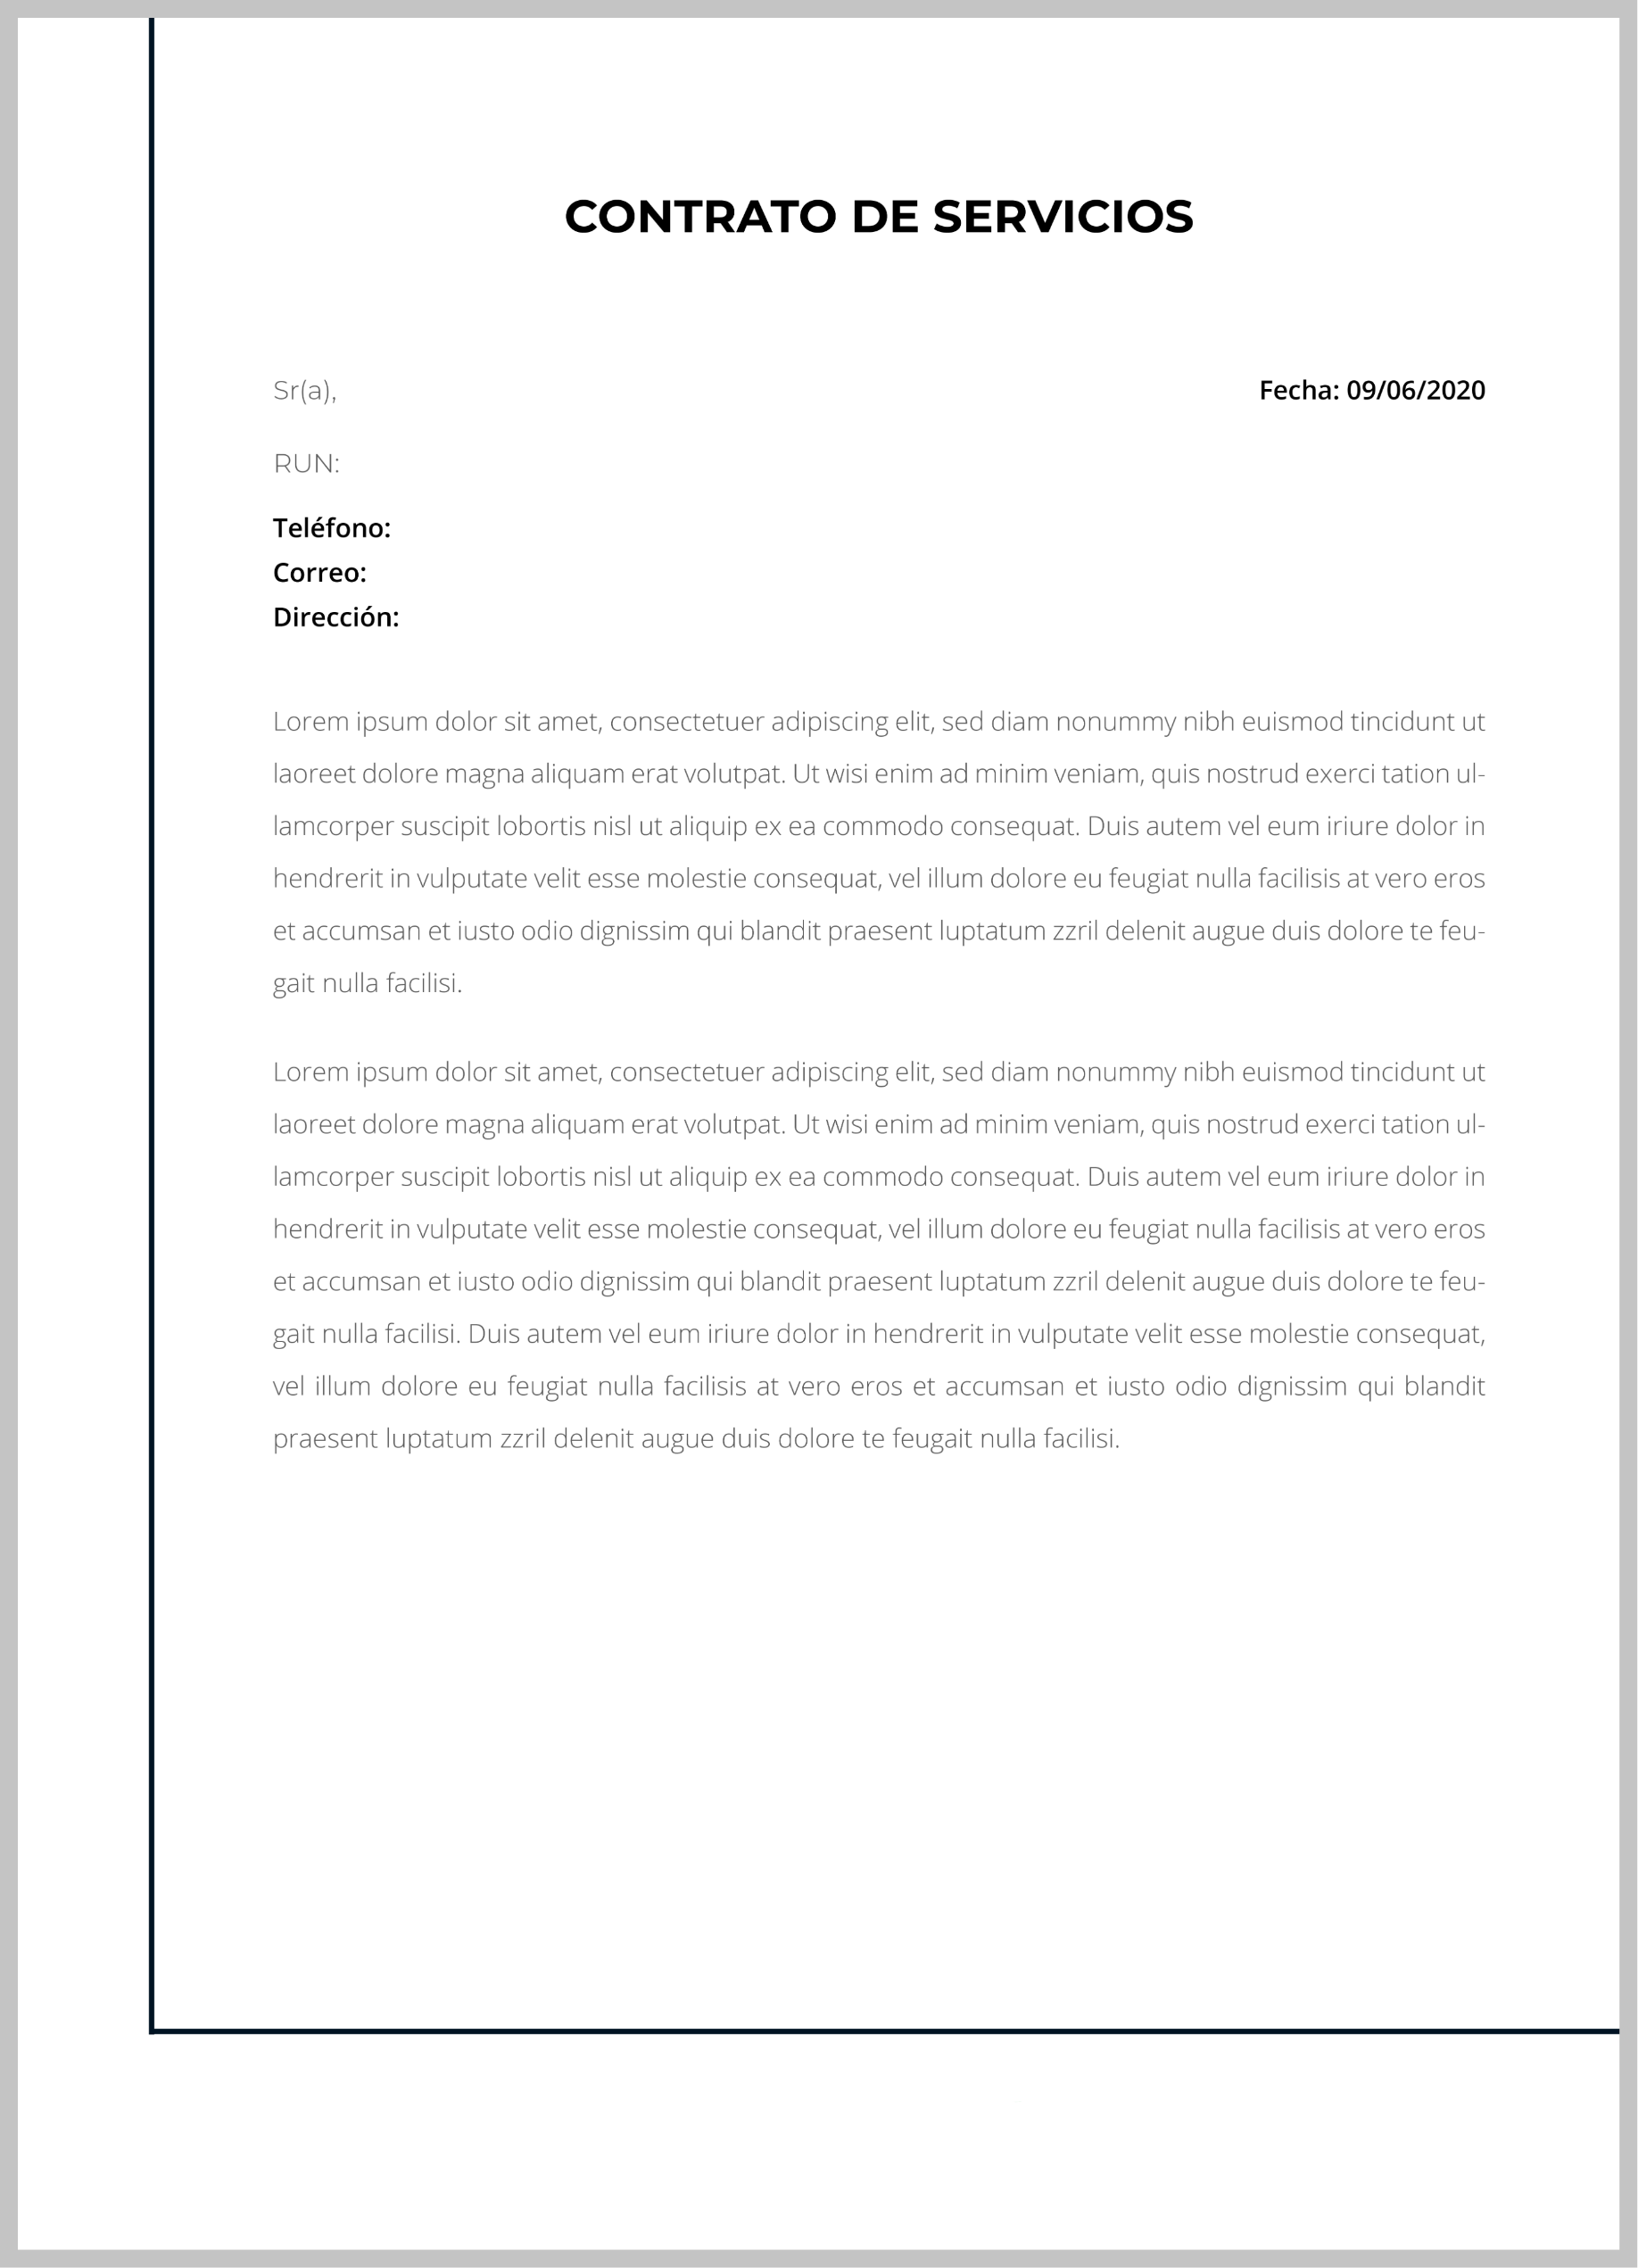 CONTRATO DE SERVICIOS
Sr(a),
Fecha: 09/06/2020
RUN:
Teléfono:
Correo:
Dirección:
Lorem ipsum dolor sit amet, consectetuer adipiscing elit, sed diam nonummy nibh euismod tincidunt ut
laoreet dolore magna aliquam erat volutpat. Ut wisi enim ad minim veniam, quis nostrud exerci tation ul-
lamcorper suscipit lobortis nisl ut aliquip ex ea commodo consequat. Duis autem vel eum iriure dolor in
hendrerit in vulputate velit esse molestie consequat, vel illum dolore eu feugiat nulla facilisis at vero eros
et accumsan et iusto odio dignissim qui blandit praesent luptatum zzril delenit augue duis dolore te feu-
gait nulla facilisi.
Lorem ipsum dolor sit amet, consectetuer adipiscing elit, sed diam nonummy nibh euismod tincidunt ut
laoreet dolore magna aliquam erat volutpat. Ut wisi enim ad minim veniam, quis nostrud exerci tation ul-
lamcorper suscipit lobortis nisl ut aliquip ex ea commodo consequat. Duis autem vel eum iriure dolor in
hendrerit in vulputate velit esse molestie consequat, vel illum dolore eu feugiat nulla facilisis at vero eros
et accumsan et iusto odio dignissim qui blandit praesent luptatum zzril delenit augue duis dolore te feu-
gait nulla facilisi. Duis autem vel eum iriure dolor in hendrerit in vulputate velit esse molestie consequat,
vel illum dolore eu feugiat nulla facilisis at vero eros et accumsan et iusto odio dignissim qui blandit
praesent luptatum zzril delenit augue duis dolore te feugait nulla facilisi.